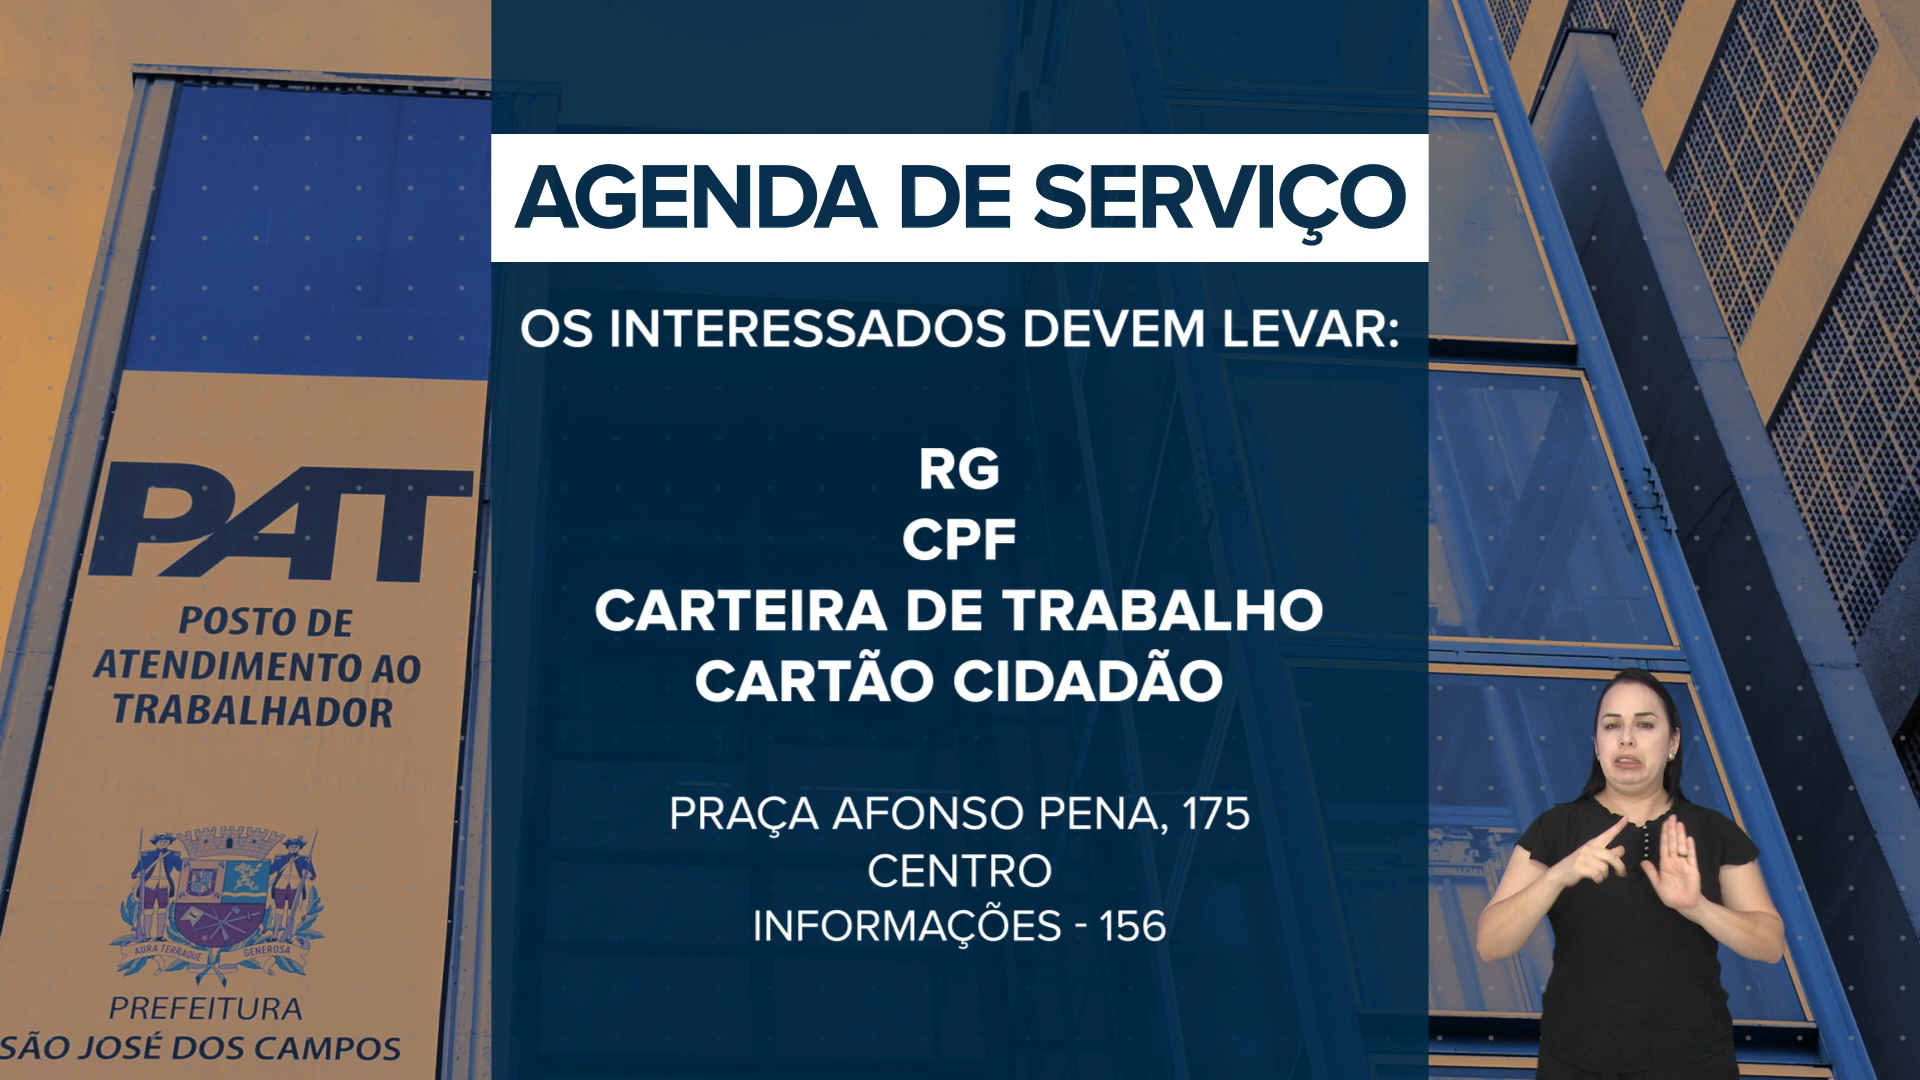 AGENDA DE SERVIÇO
OS INTERESSADOS DEVEM LEVAR:
RG
CPF
CARTEIRA DE TRABALHO
CARTÃO CIDADÃO
PRAÇA AFONSO PENA, 175
CENTRO
INFORMAÇÕES - 156
PAT
POSTO DE
ATENDIMENTO AO
TRABALHADOR
AURA TERRAQUE GENEROSA
PREFEITURA
SÃO JOSÉ DOS CAMPOS